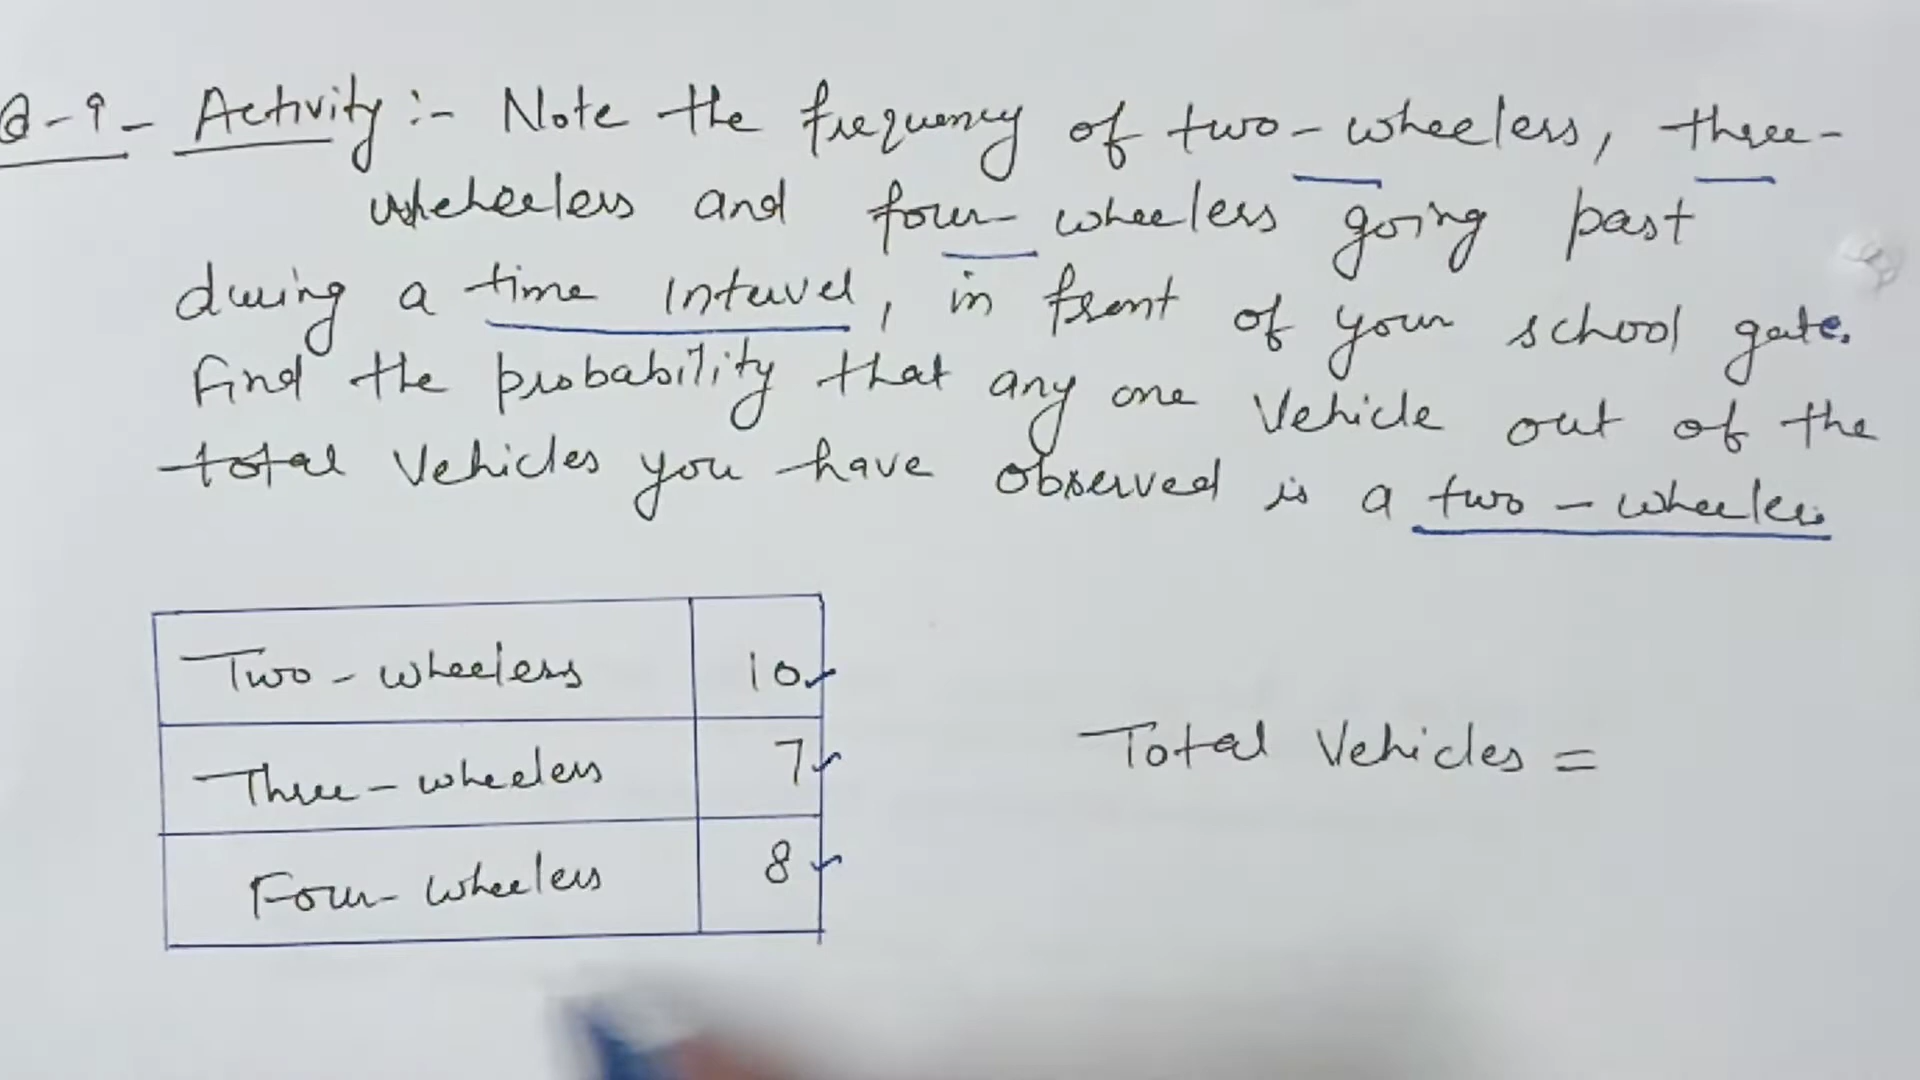 Q-9- Activity:- Note the frequency of two-wheelers, three-
wheelers and four-wheelers going past
during a time interval, in front of your school gate.
Find the probability that any one vehicle out of the
total vehicles you have observed is a two-wheeler.
Two-wheelers 10
Three-wheelers 7
Four-wheelers 8
Total Vehicles =